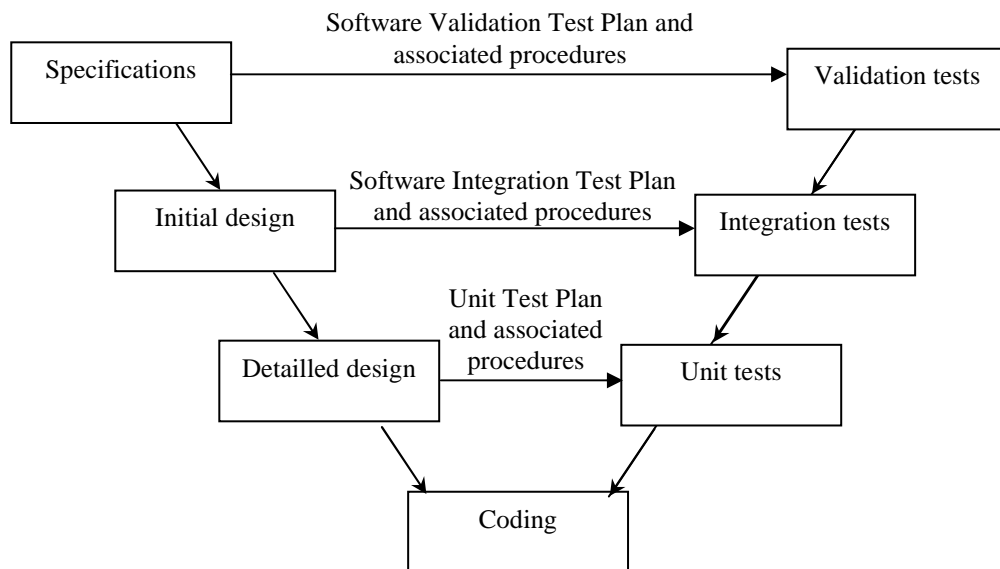 Software Validation Test Plan and
associated procedures
Specifications
Validation tests
Software Integration Test Plan
and associated procedures
Initial design
Integration tests
Unit Test Plan
and associated
procedures
Detailled design
Unit tests
Coding